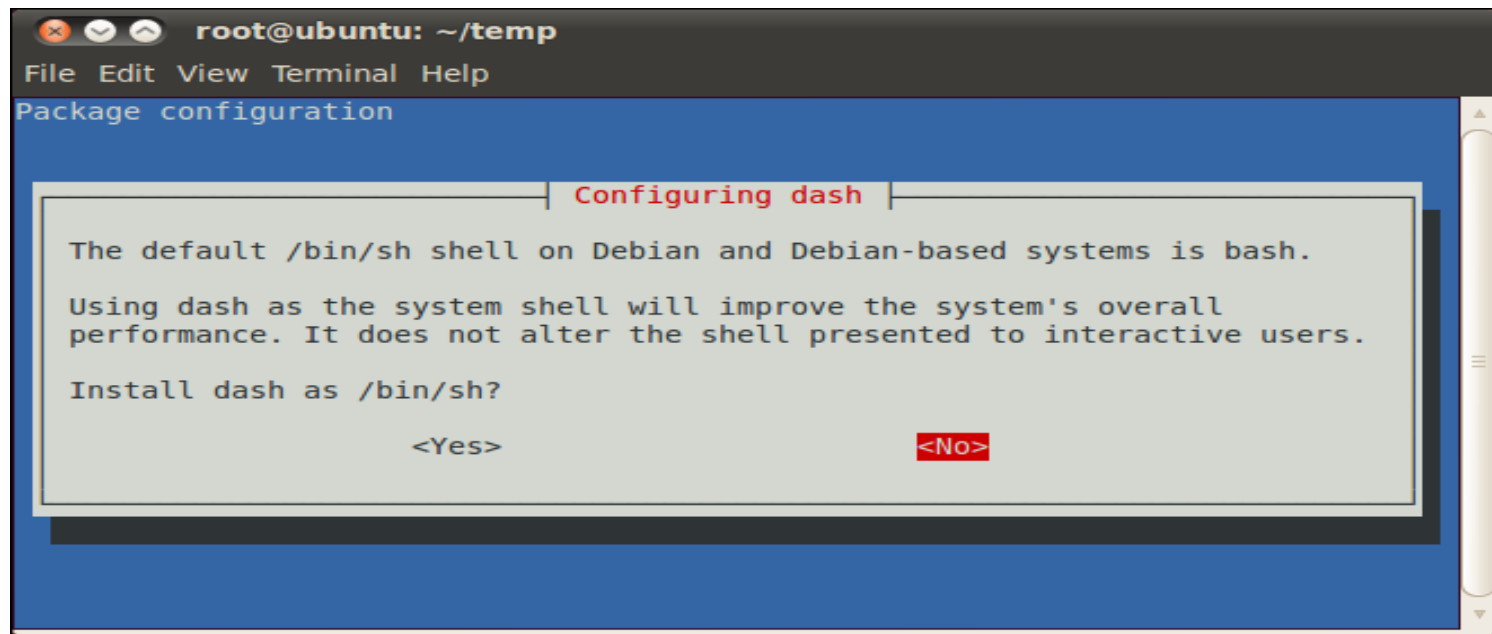 root@ubuntu: ~/temp
File Edit View Terminal Help
Package configuration
Configuring dash
The default /bin/sh shell on Debian and Debian-based systems is bash.
Using dash as the system shell will improve the system's overall
performance. It does not alter the shell presented to interactive users.
Install dash as /bin/sh?
<Yes> <No>